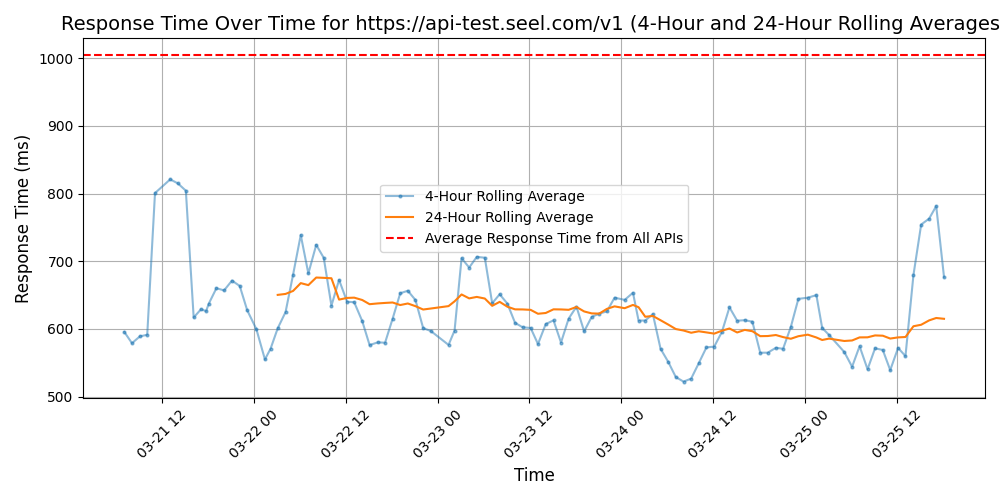 Response Time Over Time for https://api-test.seel.com/v1 (4-Hour and 24-Hour Rolling Averages
Response Time (ms)
1000
900
800
700
600
500
4-Hour Rolling Average
24-Hour Rolling Average
Average Response Time from All APIs
03-21 12
03-22 00
03-22 12
03-23 00
03-23 12
03-24 00
03-24 12
03-25 00
03-25 12
Time